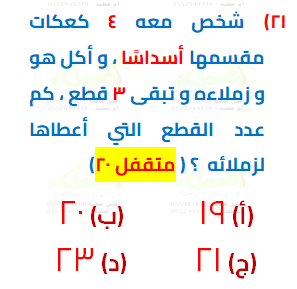 ٢١) شخص معه ٤ كعكات
مقسمها أسداسًا ، و أكل هو
و زملاءه و تبقى ٣ قطع ، كم
عدد القطع التي أعطاها
لزملائه ؟ ( متقفل ٢٠)
(أ) ١٩ (ب) ٢٠
(ج) ٢١ (د) ٢٣